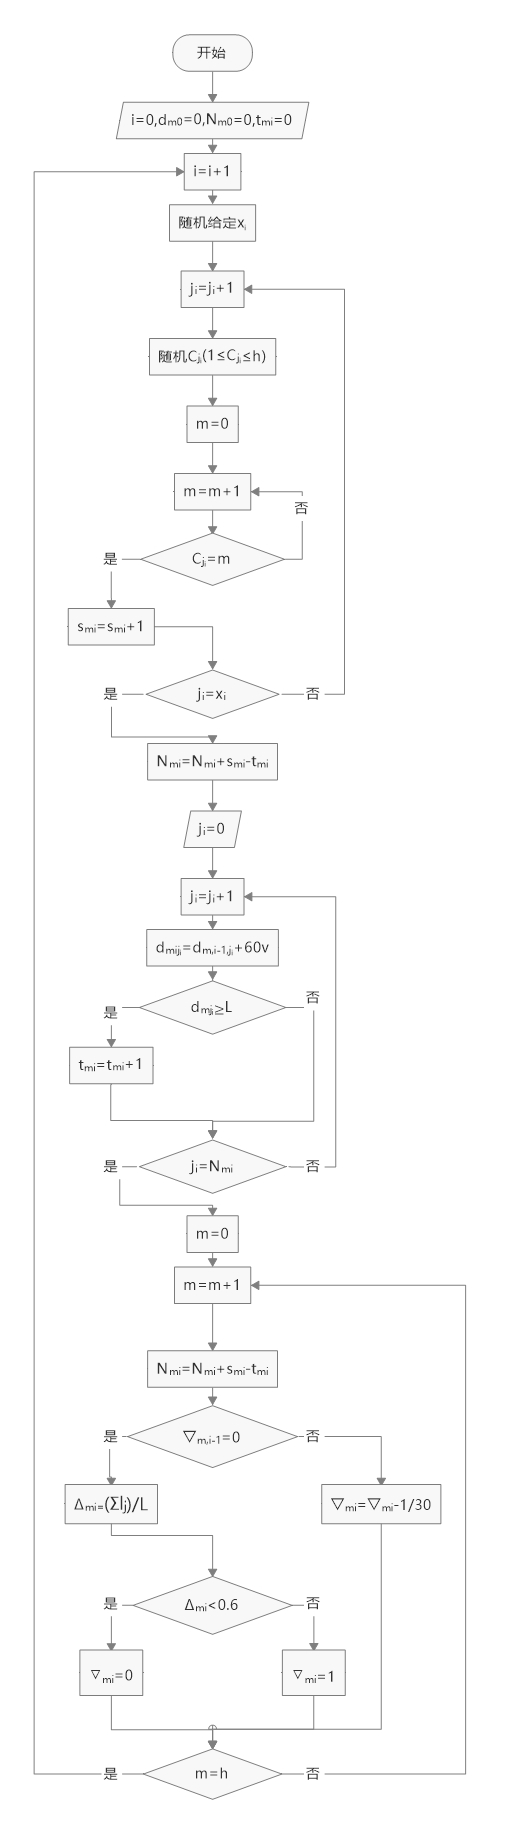 开始
i=0,dm0=0,Nm0=0,tmi=0
i=i+1
随机给定xi
ji=ji+1
随机Cji(1≤Cji≤h)
m=0
m=m+1
否
Cji=m
是
smi=smi+1
ji=xi
是
否
Nmi=Nmi+smi-tmi
ji=0
ji=ji+1
dmiji=dm,i-1,ji+60v
dmji≥L
是
否
tmi=tmi+1
ji=Nmi
是
否
m=0
m=m+1
Nmi=Nmi+smi-tmi
▽m,i-1=0
是
否
Δmi=(Σlj)/L
▽mi=▽mi-1/30
Δmi<0.6
是
否
▽mi=0
▽mi=1
m=h
是
否